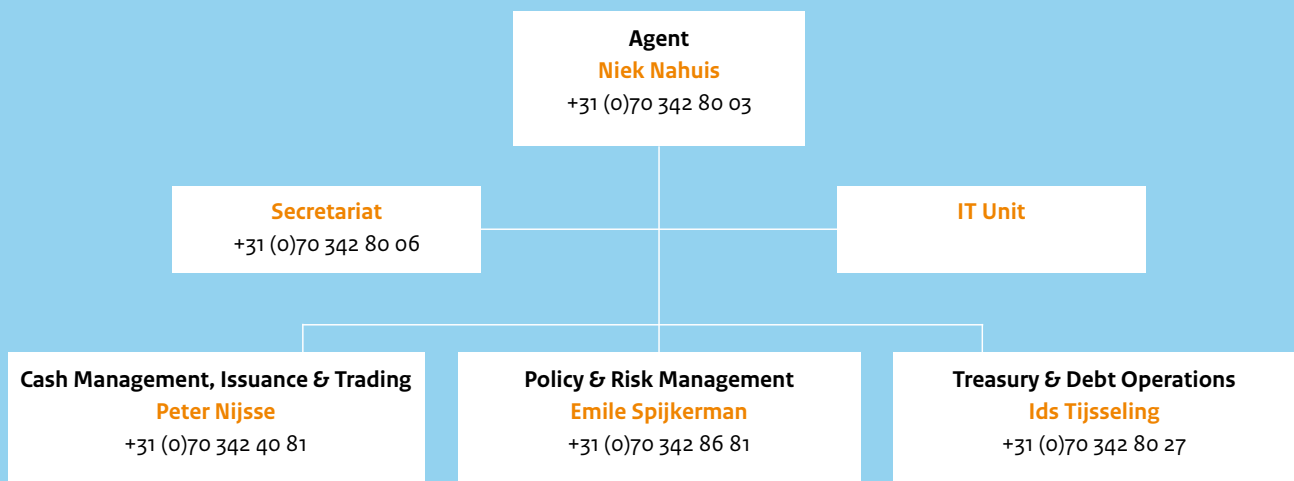 Agent
Niek Nahuis
+31 (0)70 342 80 03
Secretariat
+31 (0)70 342 80 06
IT Unit
Cash Management, Issuance & Trading
Peter Nijsse
+31 (0)70 342 40 81
Policy & Risk Management
Emile Spijkerman
+31 (0)70 342 86 81
Treasury & Debt Operations
Ids Tijsseling
+31 (0)70 342 80 27